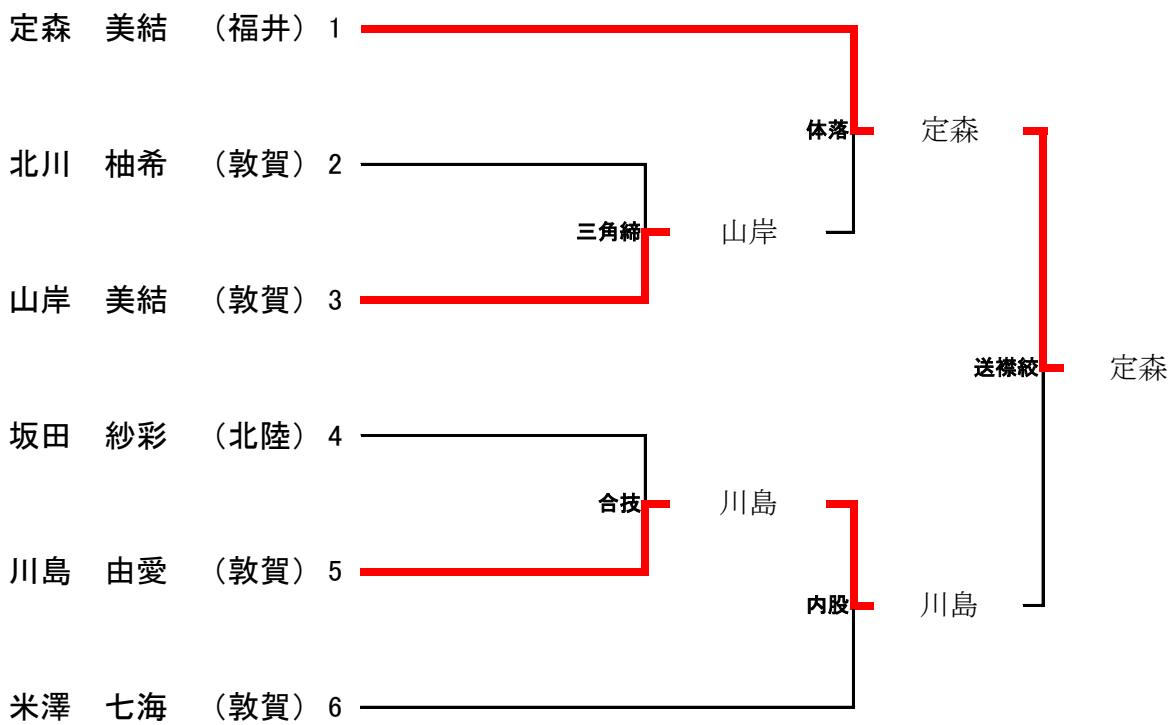 定森　美結　（福井） 1
体落
定森
北川　柚希　（敦賀） 2
三角締
山岸
山岸　美結　（敦賀） 3
送襟絞
定森
坂田　紗彩　（北陸） 4
合技
川島
川島　由愛　（敦賀） 5
内股
川島
米澤　七海　（敦賀） 6